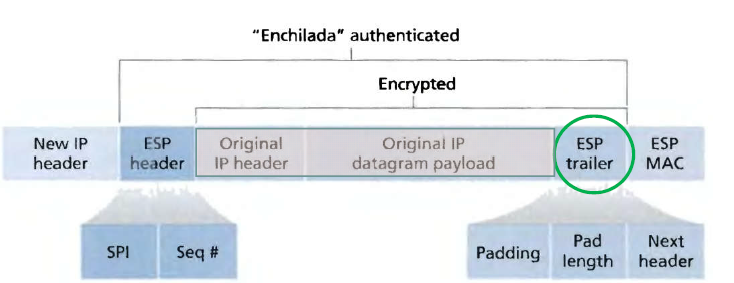 "Enchilada" authenticated
Encrypted
New IP
header
ESP
header
Original
IP header
Original IP
datagram payload
ESP
trailer
ESP
MAC
SPI
Seq #
Padding
Pad
length
Next
header